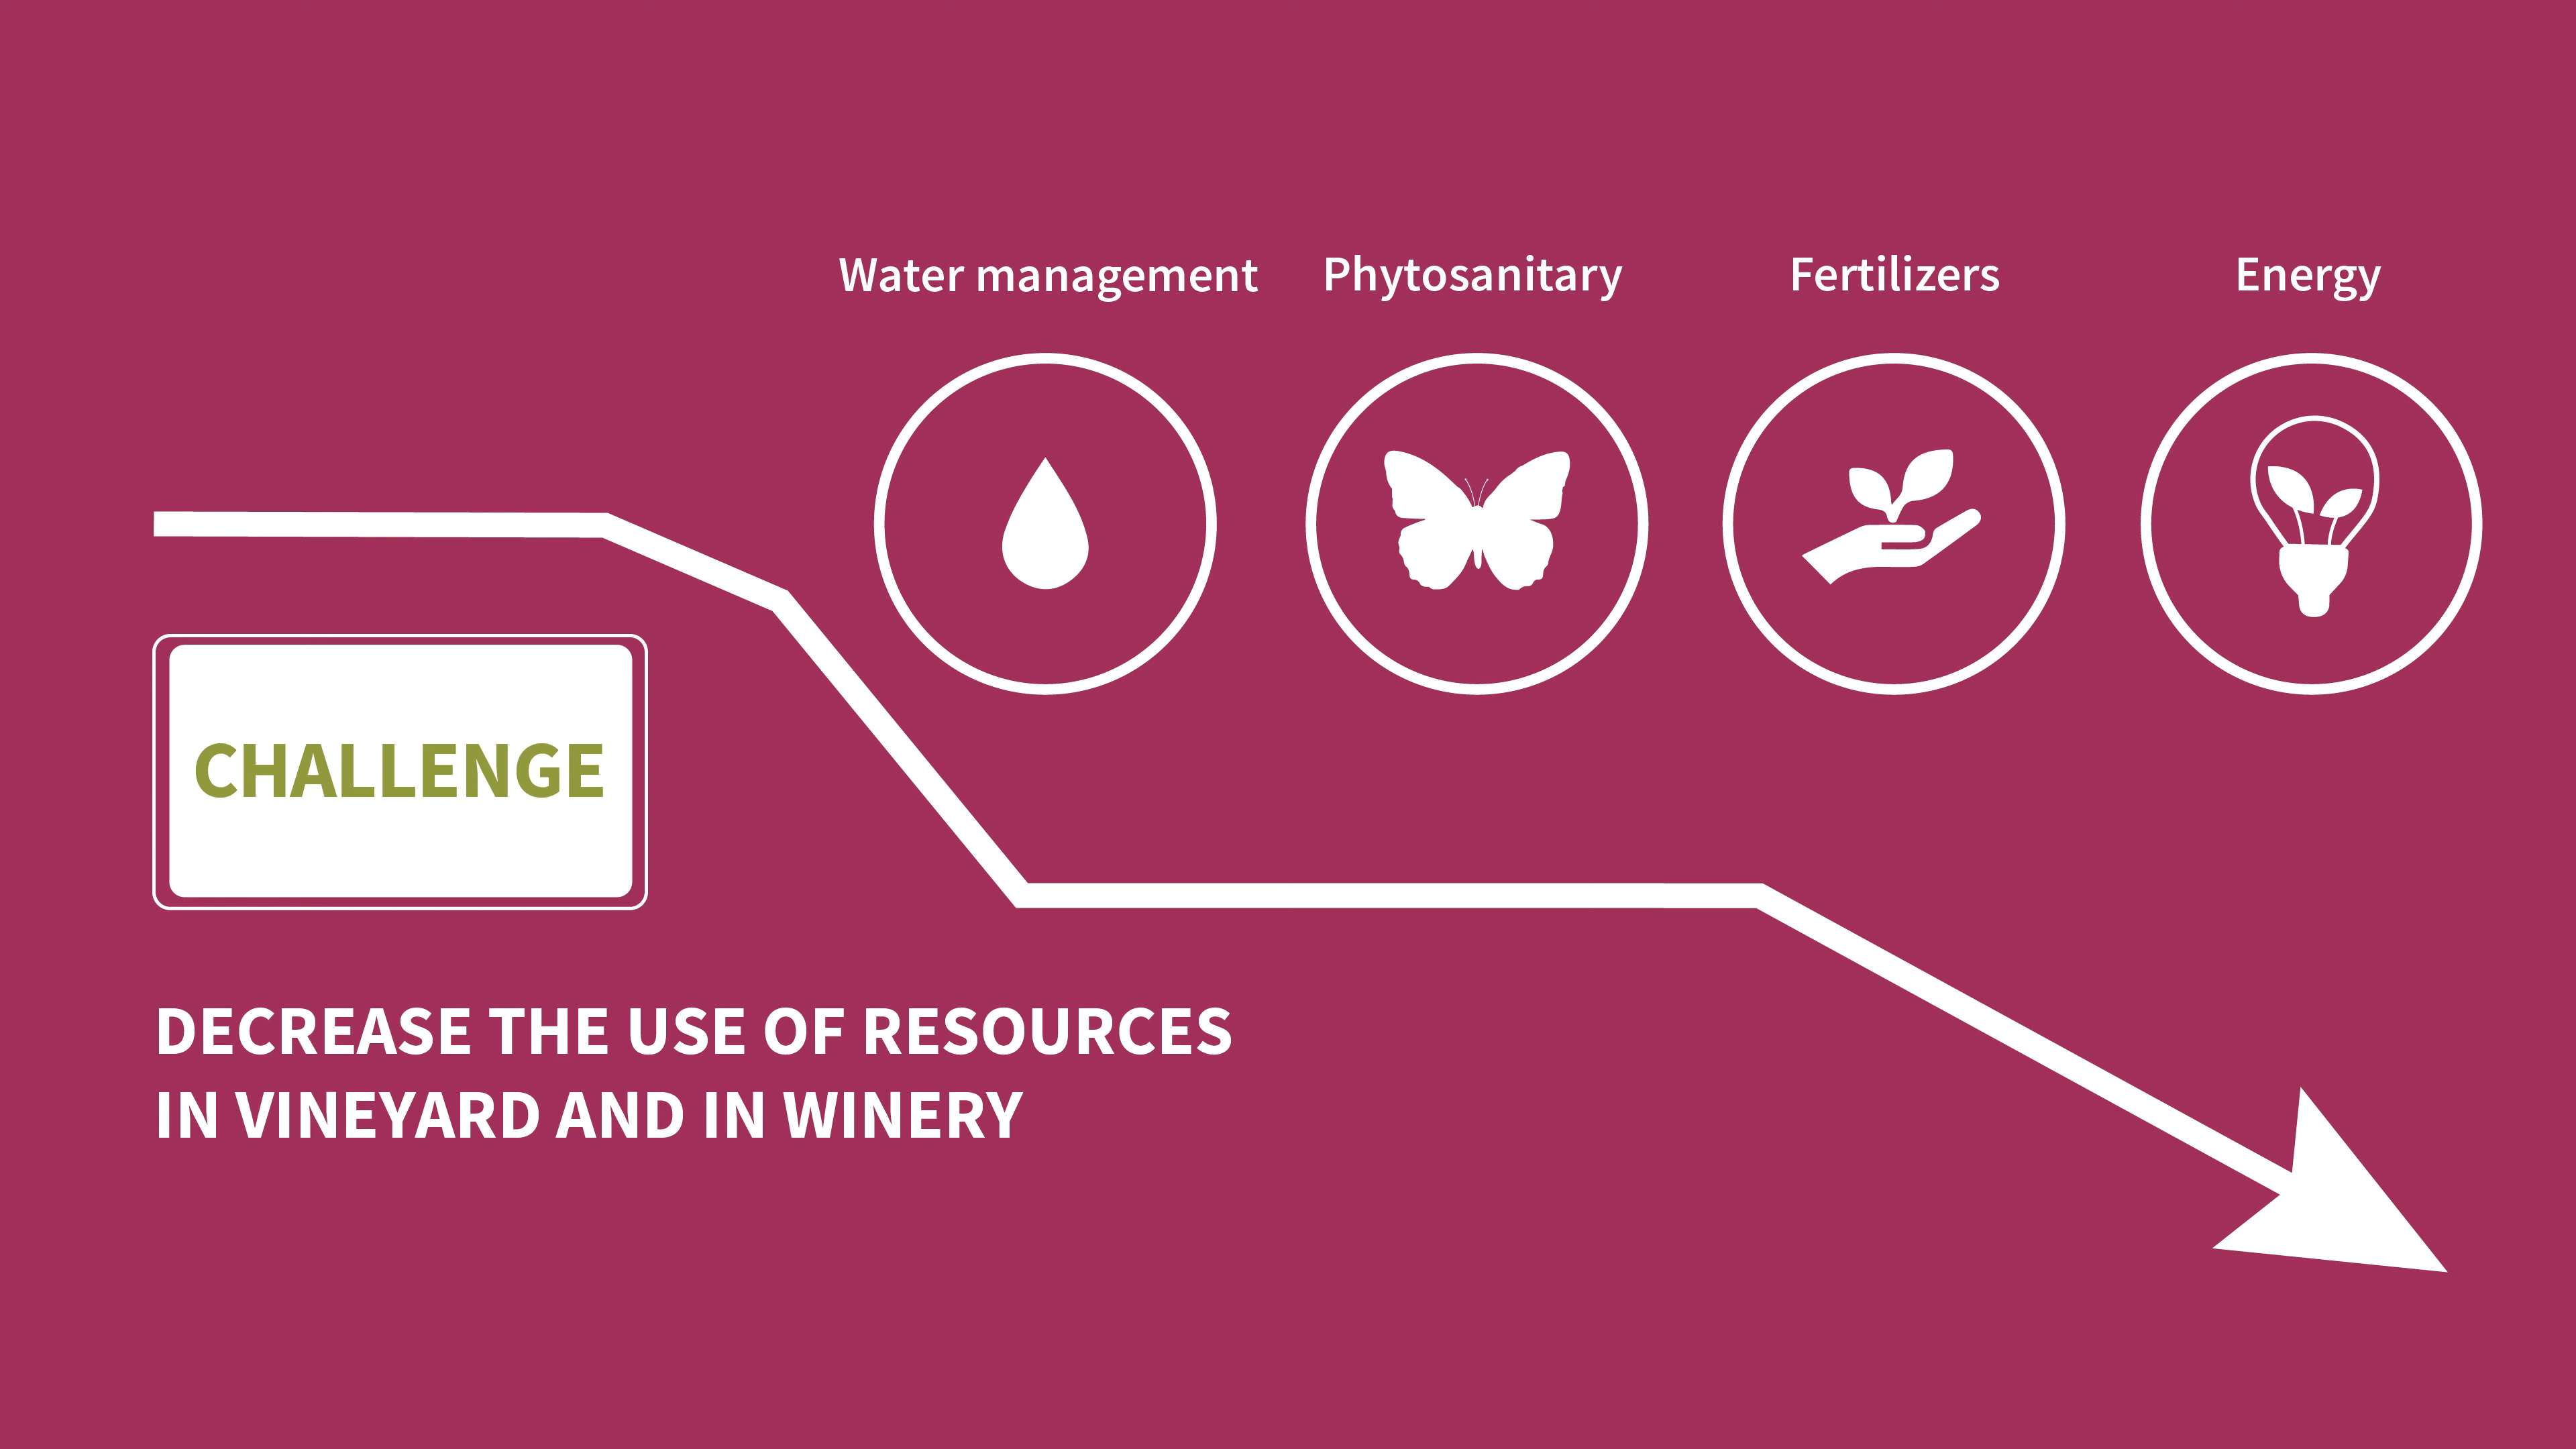 Water management
Phytosanitary
Fertilizers
Energy
CHALLENGE
DECREASE THE USE OF RESOURCES
IN VINEYARD AND IN WINERY